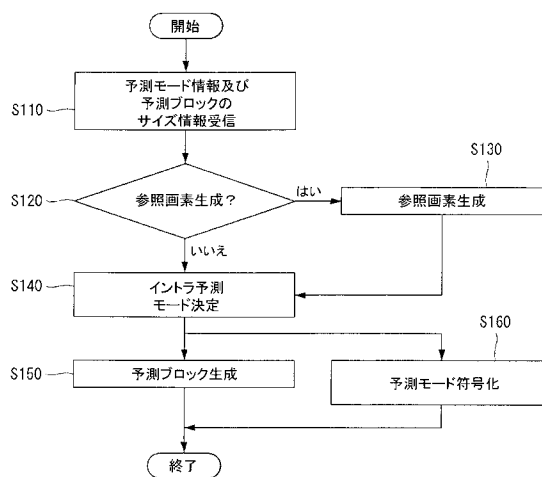 開始
S110
予測モード情報及び
予測ブロックの
サイズ情報受信
S120
参照画素生成?
はい
S130
参照画素生成
いいえ
S140
イントラ予測
モード決定
S150
予測ブロック生成
S160
予測モード符号化
終了